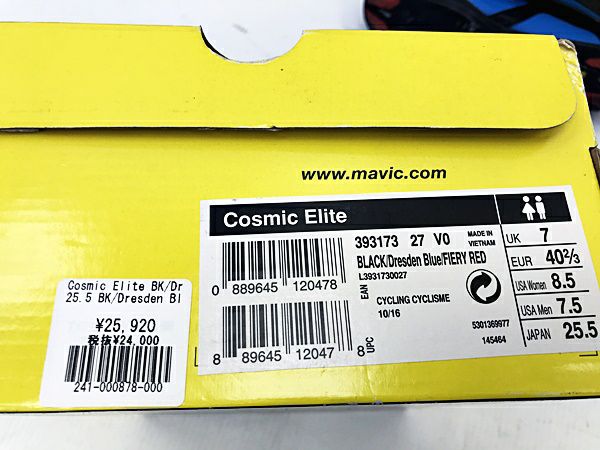 www.mavic.com
Cosmic Elite
393173 27 V0
MADE IN
VIETNAM
BLACK/Dresden Blue/FIERY RED
L3931730027
EAN
0 889645 120478
CYCLING CYCLISME
10/16
5301369977
145464
8 89645 12047 8
UPC
UK 7
EUR 40⅔
USA Women 8.5
USA Men 7.5
JAPAN 25.5
Cosmic Elite BK/Dr
25.5 BK/Dresden Bl
¥25,920
税抜¥24,000
241-000878-000